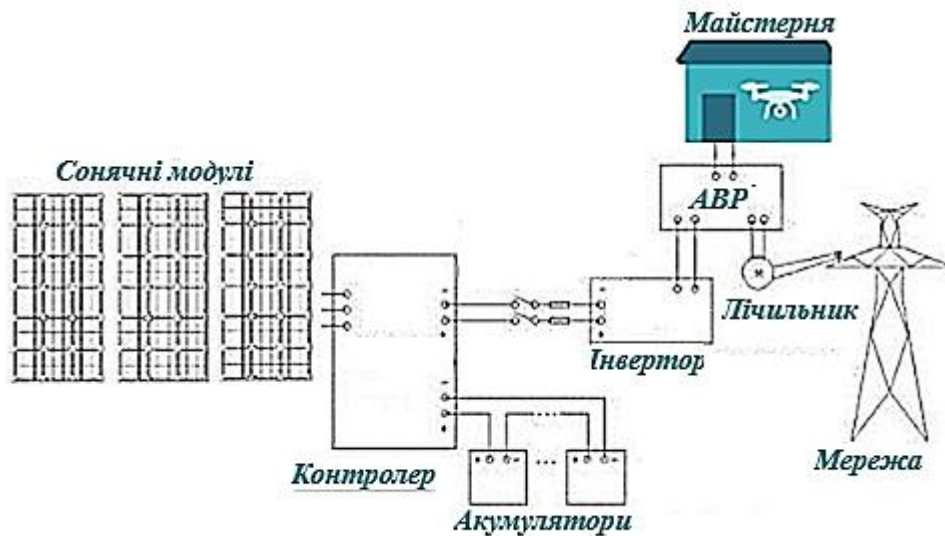 Майстерня
Сонячні модулі
АВР
Лічильник
Інвертор
Мережа
Контролер
Акумулятори